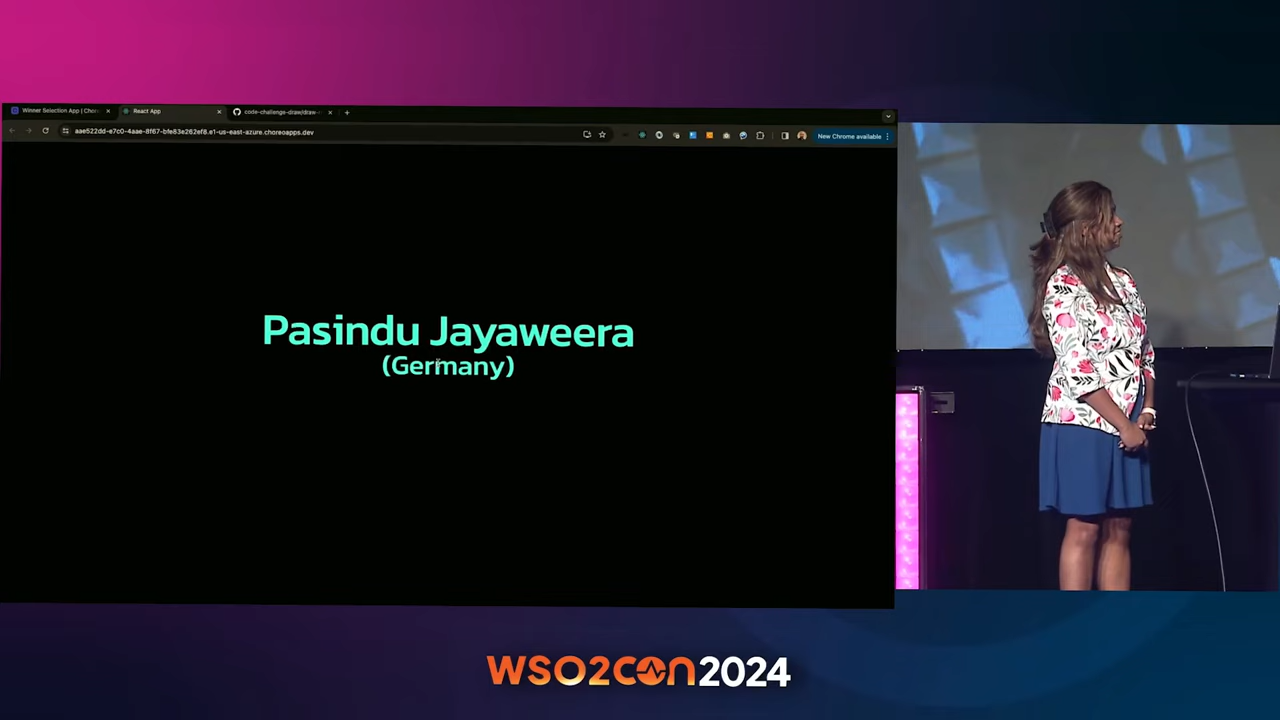 Winner Selection App | Chore
React App
code-challenge-draw/draw-
aae522dd-e7c0-4aae-8f67-bfe83e262ef8.e1-us-east-azure.choreoapps.dev
New Chrome available
Pasindu Jayaweera
(Germany)
WSO2CON2024